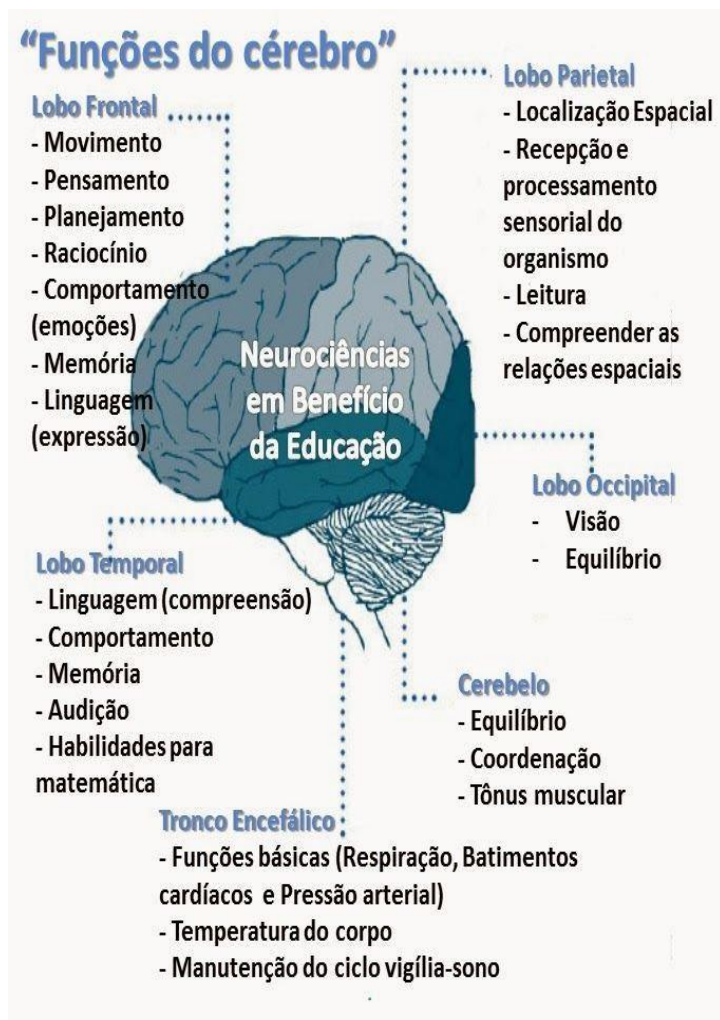 “Funções do cérebro”
Lobo Frontal
- Movimento
- Pensamento
- Planejamento
- Raciocínio
- Comportamento
(emoções)
- Memória
- Linguagem
(expressão)
Lobo Parietal
- Localização Espacial
- Recepção e
processamento
sensorial do
organismo
- Leitura
- Compreender as
relações espaciais
Neurociências
em Benefício
da Educação
Lobo Occipital
- Visão
- Equilíbrio
Lobo Temporal
- Linguagem (compreensão)
- Comportamento
- Memória
- Audição
- Habilidades para
matemática
Cerebelo
- Equilíbrio
- Coordenação
- Tônus muscular
Tronco Encefálico
- Funções básicas (Respiração, Batimentos
cardíacos e Pressão arterial)
- Temperatura do corpo
- Manutenção do ciclo vigília-sono